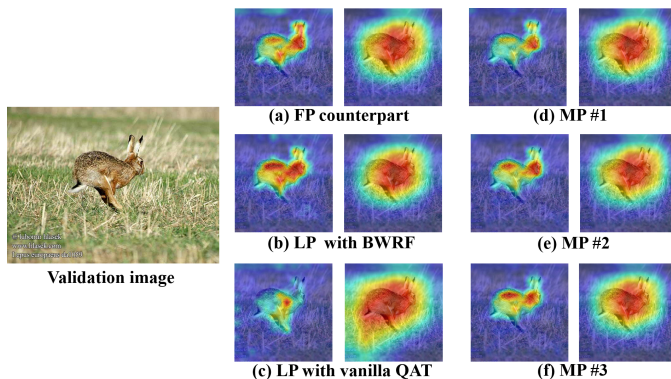 (a) FP counterpart
(d) MP #1
(b) LP with BWRF
(e) MP #2
Validation image
(c) LP with vanilla QAT
(f) MP #3